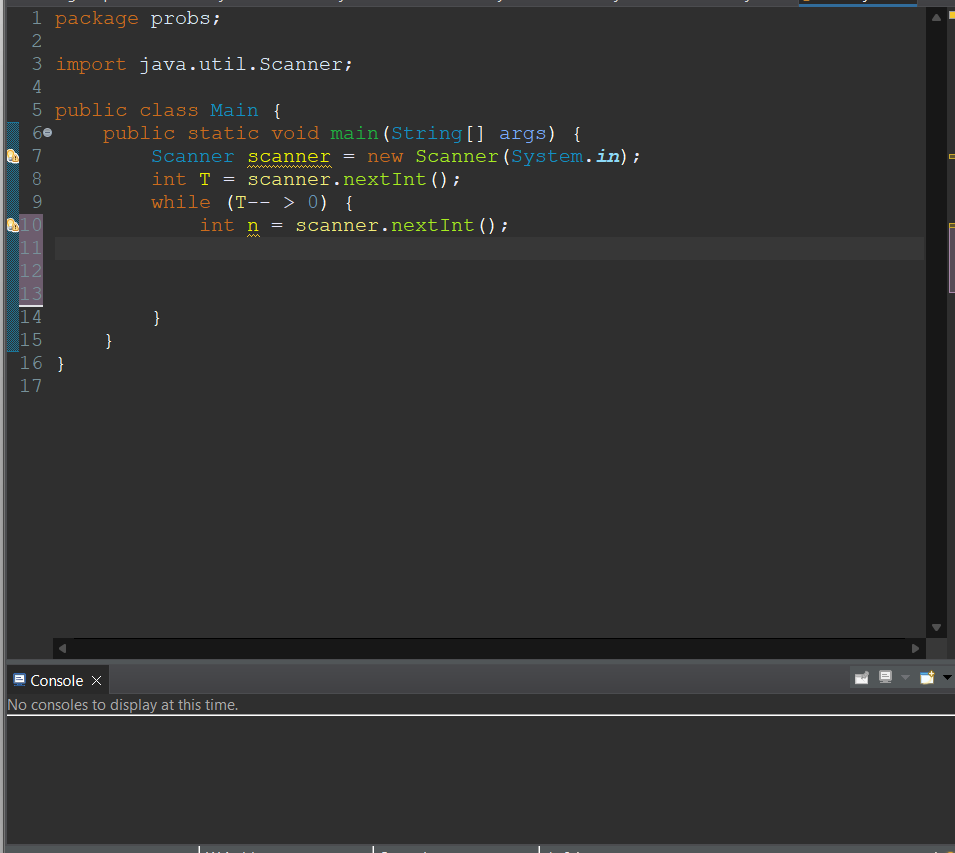 1 package probs;
2
3 import java.util.Scanner;
4
5 public class Main {
6 public static void main(String[] args) {
7 Scanner scanner = new Scanner(System.in);
8 int T = scanner.nextInt();
9 while (T-- > 0) {
10 int n = scanner.nextInt();
11
12
13
14 }
15 }
16 }
17
Console
No consoles to display at this time.